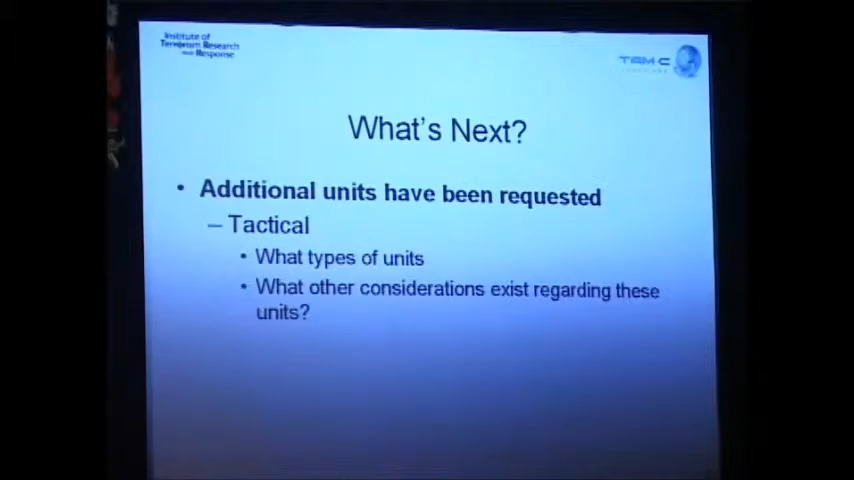 Institute of
Terrorism Research
and Response
TAM-C
What's Next?
• Additional units have been requested
– Tactical
• What types of units
• What other considerations exist regarding these
units?